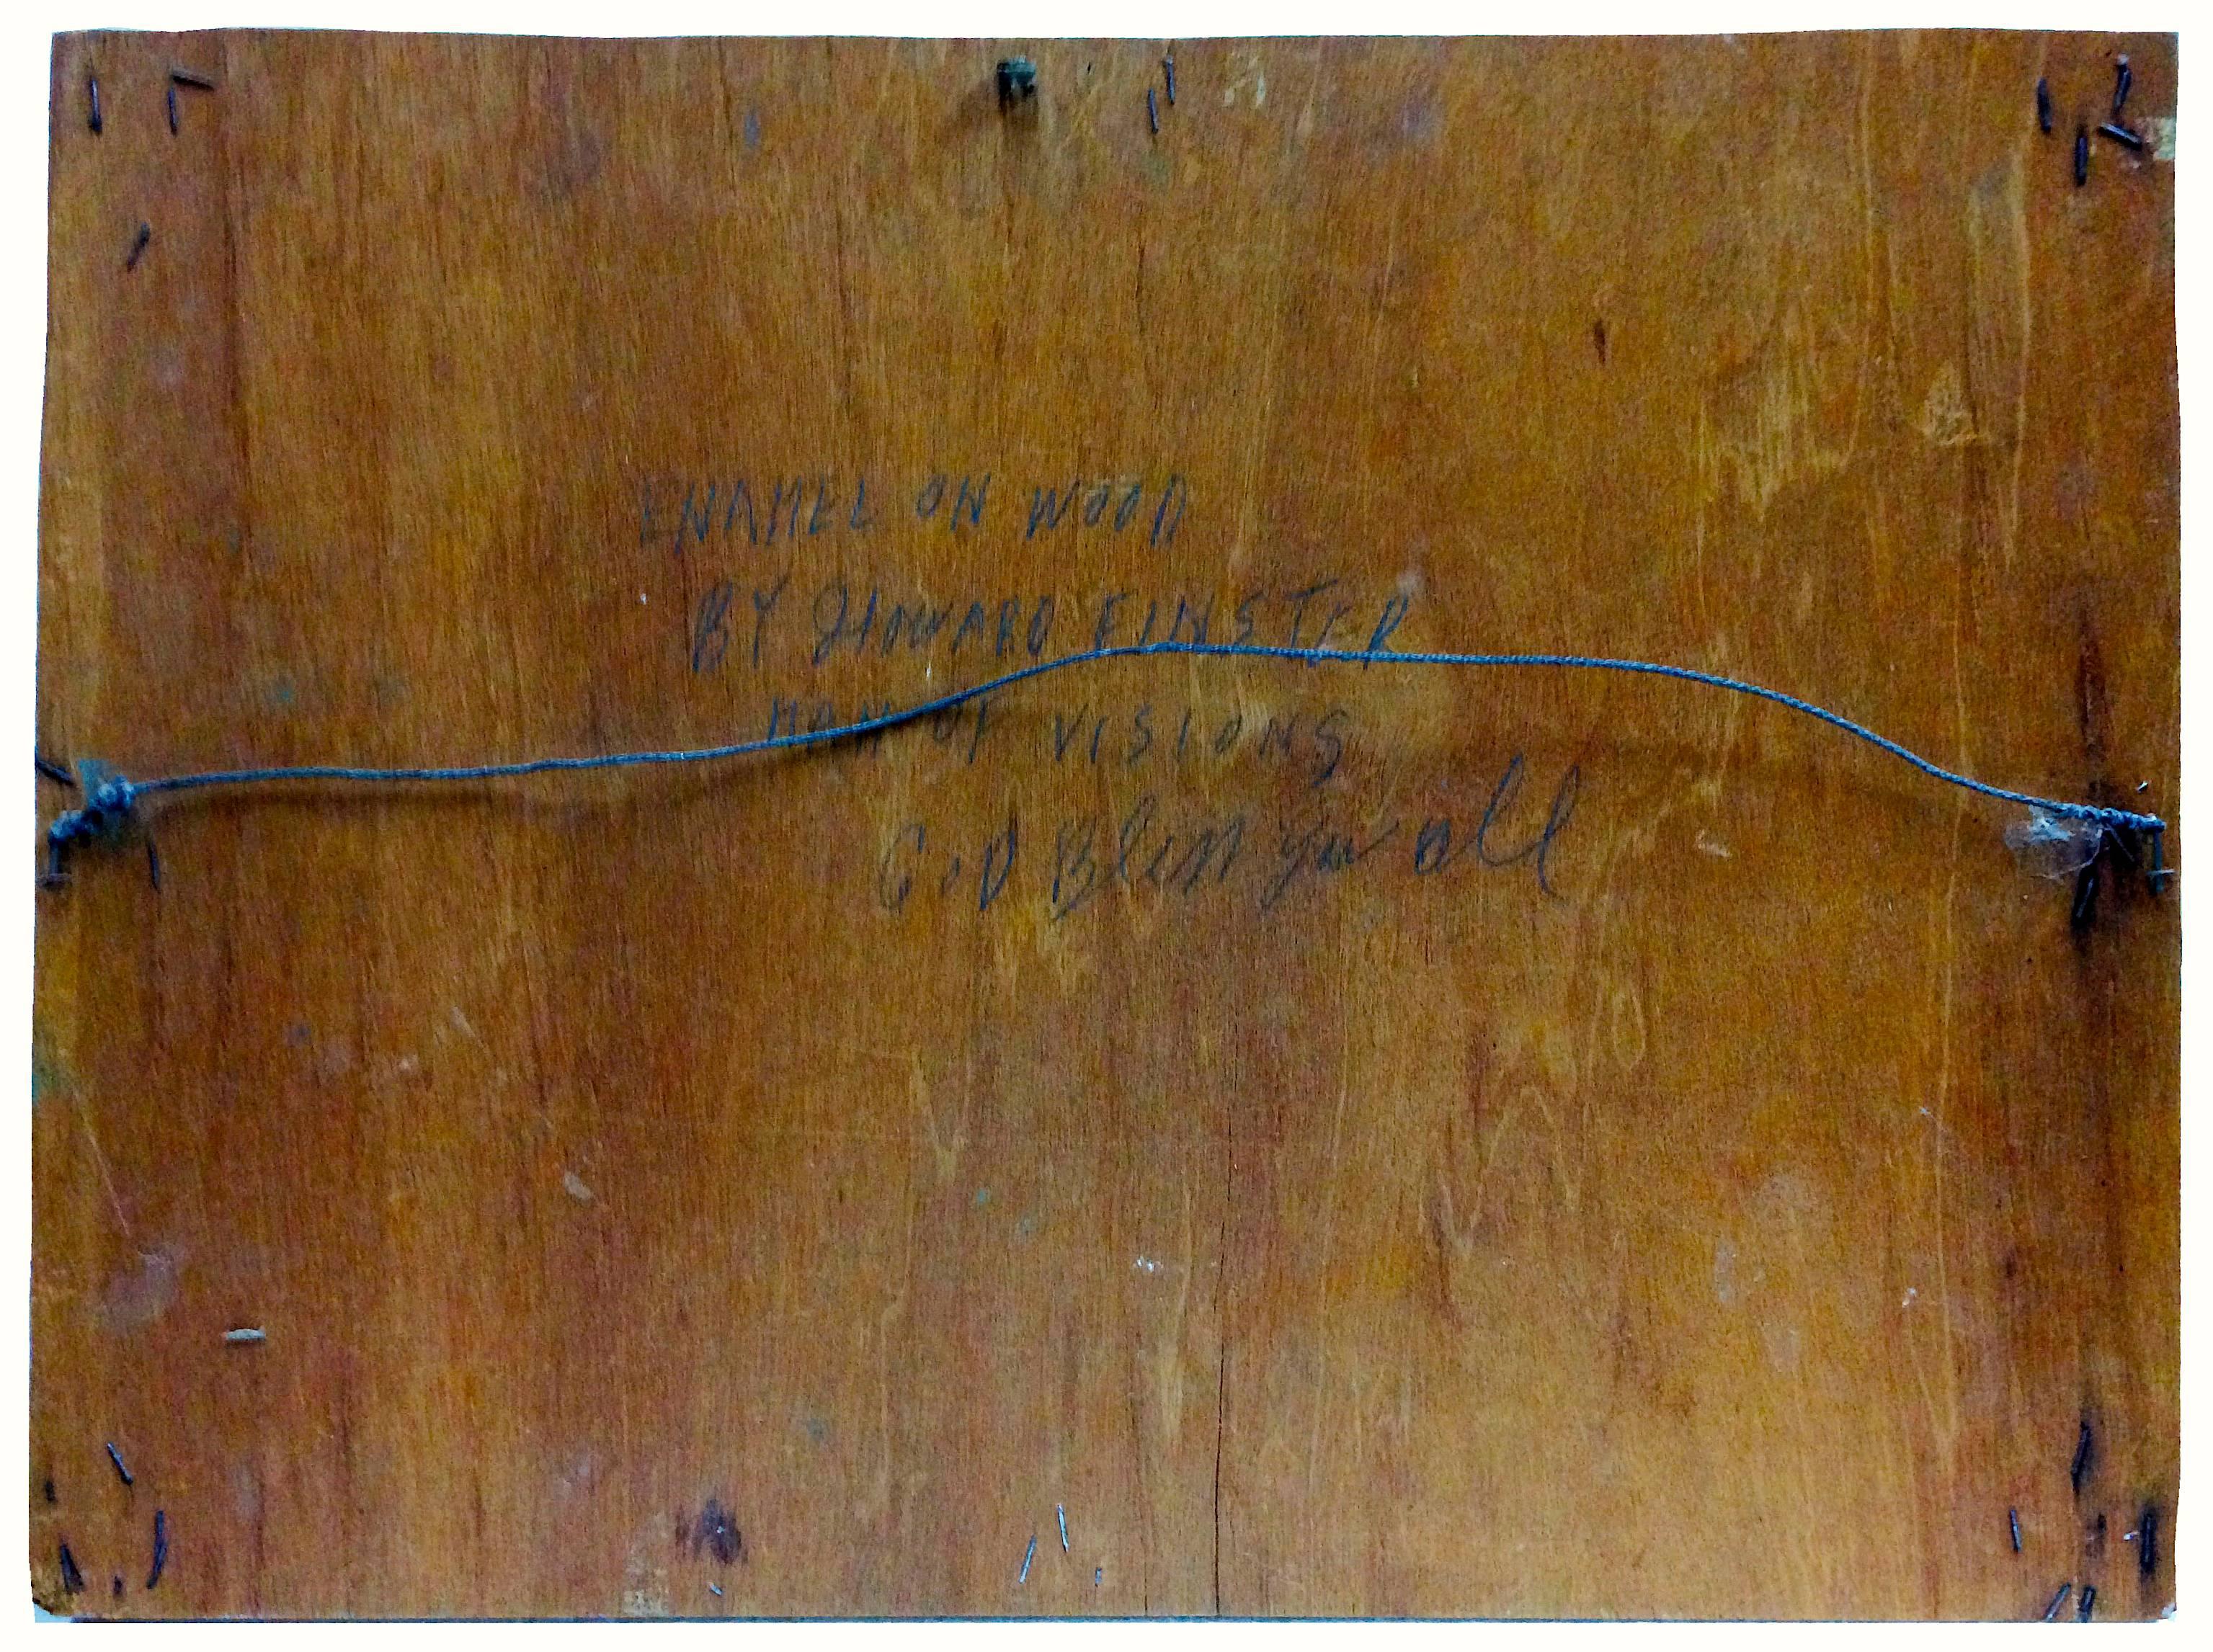 ENAMEL ON WOOD
BY HOWARD FINSTER
MAN OF VISIONS
GOD Bless you all